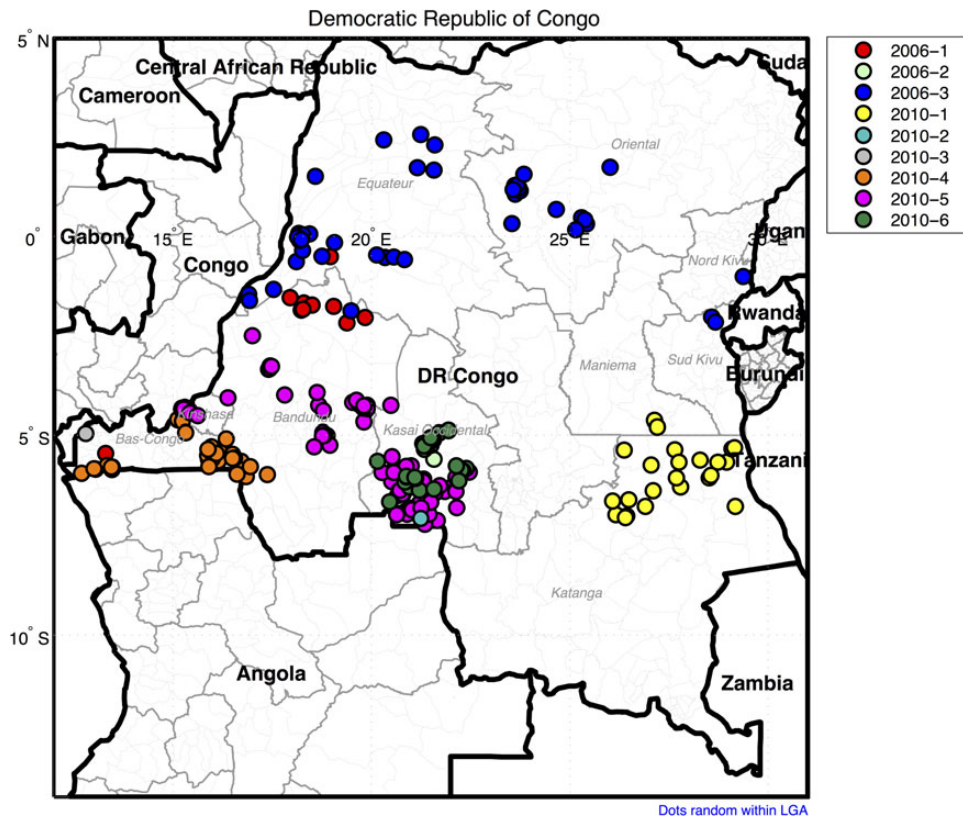 Democratic Republic of Congo
5° N
Central African Republic
Suda
Cameroon
Oriental
Equateur
0°
Gabon
15° E
20° E
25° E
30° E
Ugan
Congo
Nord Kivu
Rwanda
Maniema
Sud Kivu
DR Congo
Burundi
Kinshasa
Bandundu
5° S
Bas-Congo
Kasai Occidental
Tanzani
Katanga
10° S
Angola
Zambia
Dots random within LGA
2006-1
2006-2
2006-3
2010-1
2010-2
2010-3
2010-4
2010-5
2010-6